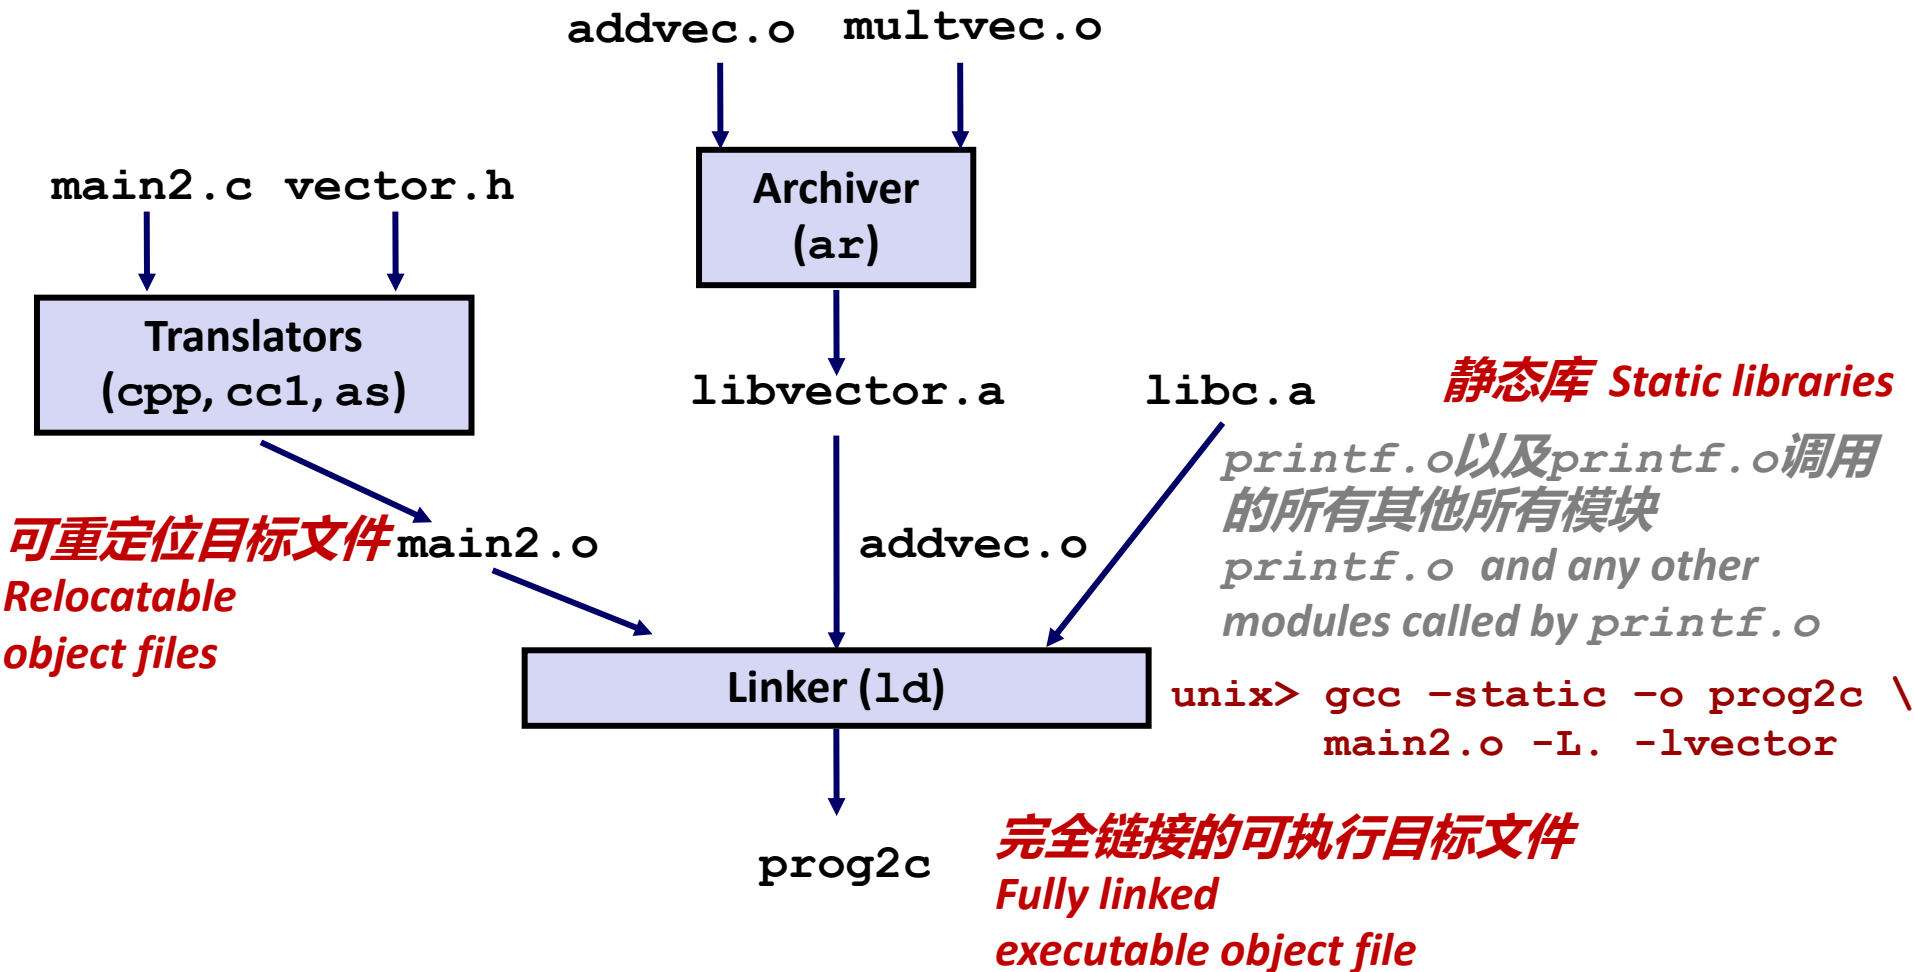 addvec.o multvec.o
main2.c vector.h
Archiver
(ar)
Translators
(cpp, cc1, as)
libvector.a
libc.a
静态库 Static libraries
printf.o以及printf.o调用
的所有其他所有模块
printf.o and any other
modules called by printf.o
可重定位目标文件
Relocatable
object files
main2.o
addvec.o
Linker (ld)
unix> gcc –static –o prog2c \
main2.o -L. -lvector
prog2c
完全链接的可执行目标文件
Fully linked
executable object file